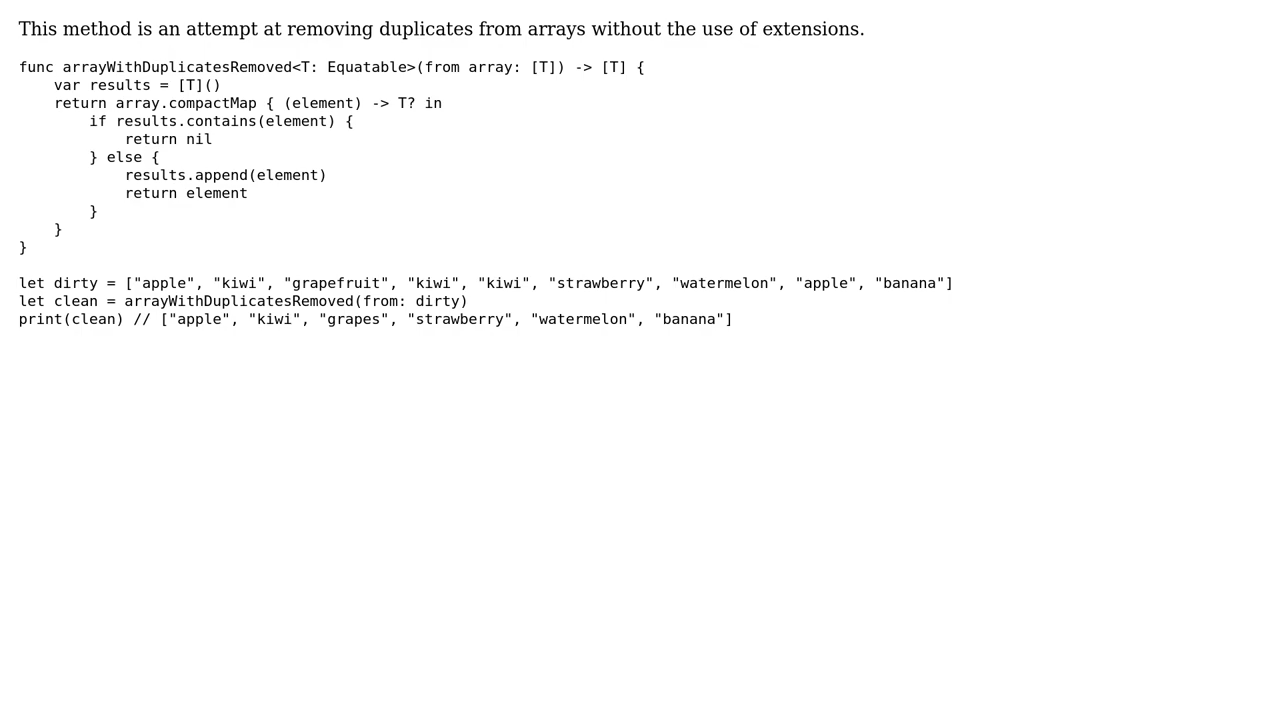 This method is an attempt at removing duplicates from arrays without the use of extensions.
func arrayWithDuplicatesRemoved<T: Equatable>(from array: [T]) -> [T] {
    var results = [T]()
    return array.compactMap { (element) -> T? in
        if results.contains(element) {
            return nil
        } else {
            results.append(element)
            return element
        }
    }
}
let dirty = ["apple", "kiwi", "grapefruit", "kiwi", "kiwi", "strawberry", "watermelon", "apple", "banana"]
let clean = arrayWithDuplicatesRemoved(from: dirty)
print(clean) // ["apple", "kiwi", "grapes", "strawberry", "watermelon", "banana"]